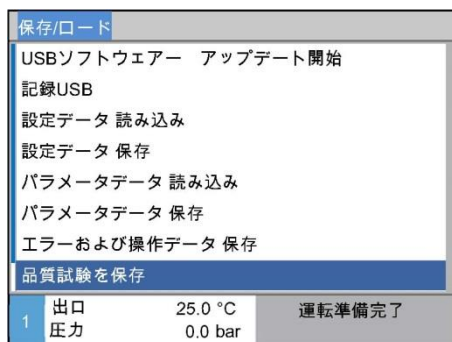 保存/ロード
USBソフトウェアー　アップデート開始
記録USB
設定データ 読み込み
設定データ 保存
パラメータデータ 読み込み
パラメータデータ 保存
エラーおよび操作データ 保存
品質試験を保存
1 出口 25.0 °C 運転準備完了
圧力 0.0 bar